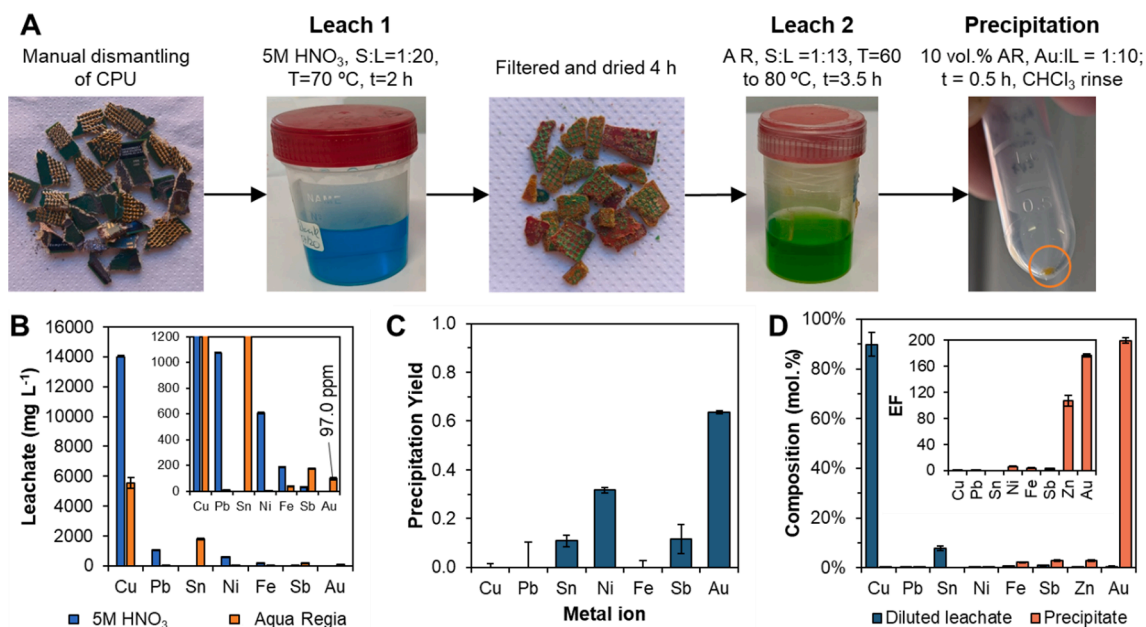 A
Manual dismantling
of CPU
Leach 1
5M HNO₃, S:L=1:20,
T=70 ºC, t=2 h
Filtered and dried 4 h
Leach 2
A R, S:L =1:13, T=60
to 80 ºC, t=3.5 h
Precipitation
10 vol.% AR, Au:IL = 1:10;
t = 0.5 h, CHCl₃ rinse
NAME
B
Leachate (mg L⁻¹)
16000
14000
12000
10000
8000
6000
4000
2000
0
1200
1000
800
600
400
200
0
97.0 ppm
Cu Pb Sn Ni Fe Sb Au
Cu Pb Sn Ni Fe Sb Au
5M HNO₃ Aqua Regia
C
Precipitation Yield
1.0
0.8
0.6
0.4
0.2
0.0
Cu Pb Sn Ni Fe Sb Au
Metal ion
D
Composition (mol.%)
100%
80%
60%
40%
20%
0%
EF
200
160
120
80
40
0
Cu Pb Sn Ni Fe Sb Zn Au
Cu Pb Sn Ni Fe Sb Zn Au
Diluted leachate Precipitate